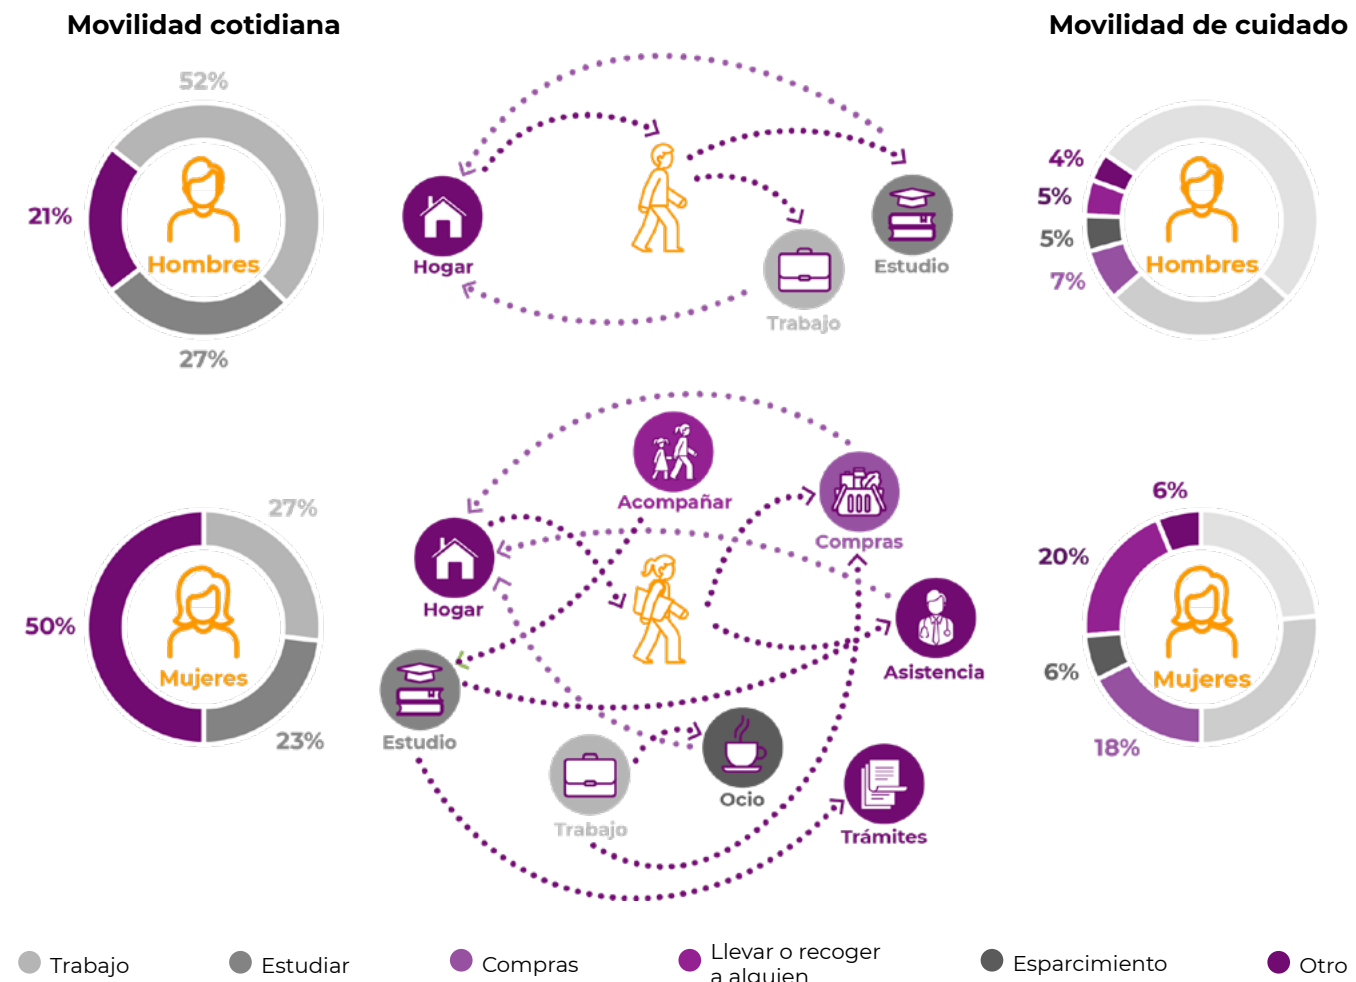 Movilidad cotidiana
Movilidad de cuidado
52%
21%
Hombres
27%
Hogar
Trabajo
Estudio
4%
5%
5%
7%
Hombres
27%
50%
Mujeres
23%
Acompañar
Compras
Hogar
Asistencia
Estudio
Ocio
Trabajo
Trámites
6%
20%
6%
Mujeres
18%
Trabajo
Estudiar
Compras
Llevar o recoger
a alguien
Esparcimiento
Otro